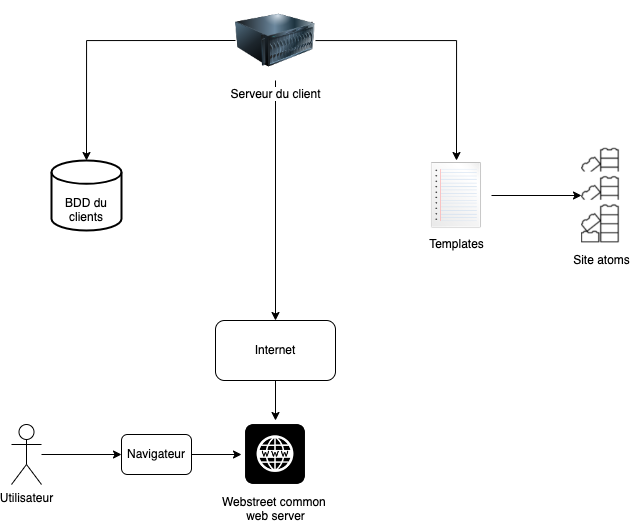 Serveur du client
BDD du
clients
Templates
Site atoms
Internet
Navigateur
WWW
Utilisateur
Webstreet common
web server